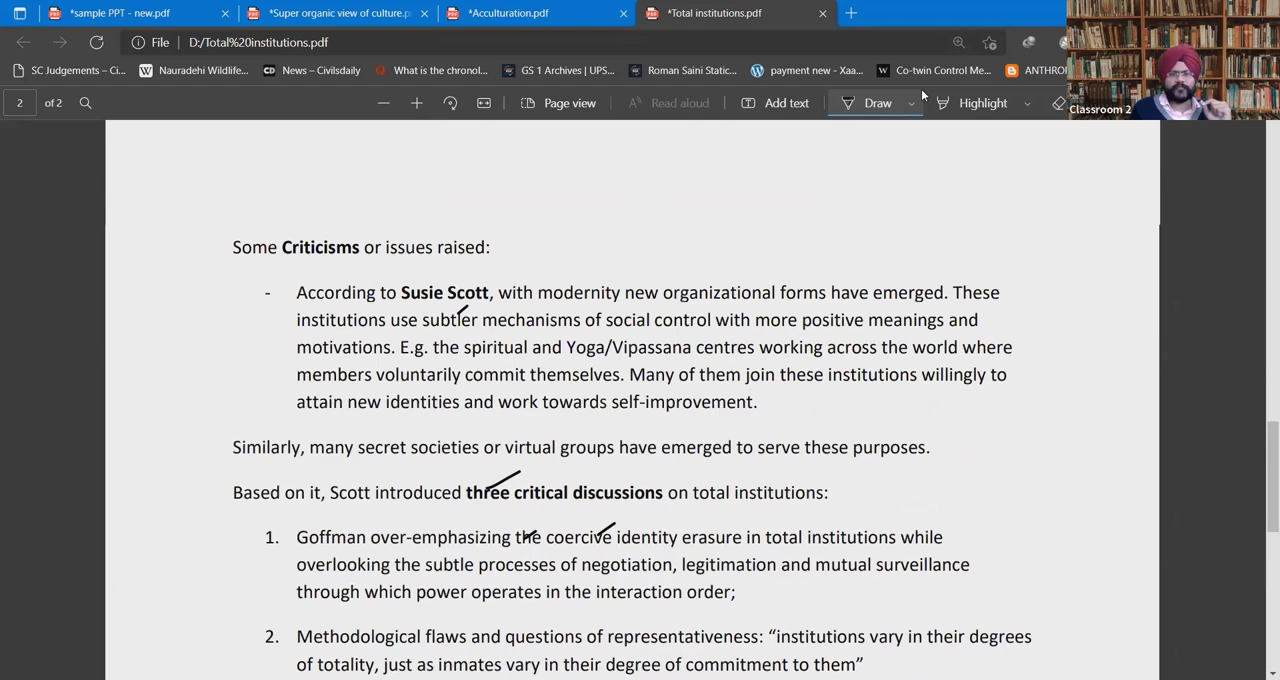 *sample PPT - new.pdf
*Super organic view of culture.p
*Acculturation.pdf
*Total institutions.pdf
File D:/Total%20institutions.pdf
SC Judgements – Ci...
Nauradehi Wildlife...
News – Civilsdaily
What is the chronol...
GS 1 Archives | UPS...
Roman Saini Static...
payment new - Xaa...
Co-twin Control Me...
ANTHRO
2 of 2
Page view
Read aloud
Add text
Draw
Highlight
Classroom 2
Some Criticisms or issues raised:
- According to Susie Scott, with modernity new organizational forms have emerged. These
institutions use subtler mechanisms of social control with more positive meanings and
motivations. E.g. the spiritual and Yoga/Vipassana centres working across the world where
members voluntarily commit themselves. Many of them join these institutions willingly to
attain new identities and work towards self-improvement.
Similarly, many secret societies or virtual groups have emerged to serve these purposes.
Based on it, Scott introduced three critical discussions on total institutions:
1. Goffman over-emphasizing the coercive identity erasure in total institutions while
overlooking the subtle processes of negotiation, legitimation and mutual surveillance
through which power operates in the interaction order;
2. Methodological flaws and questions of representativeness: “institutions vary in their degrees
of totality, just as inmates vary in their degree of commitment to them”